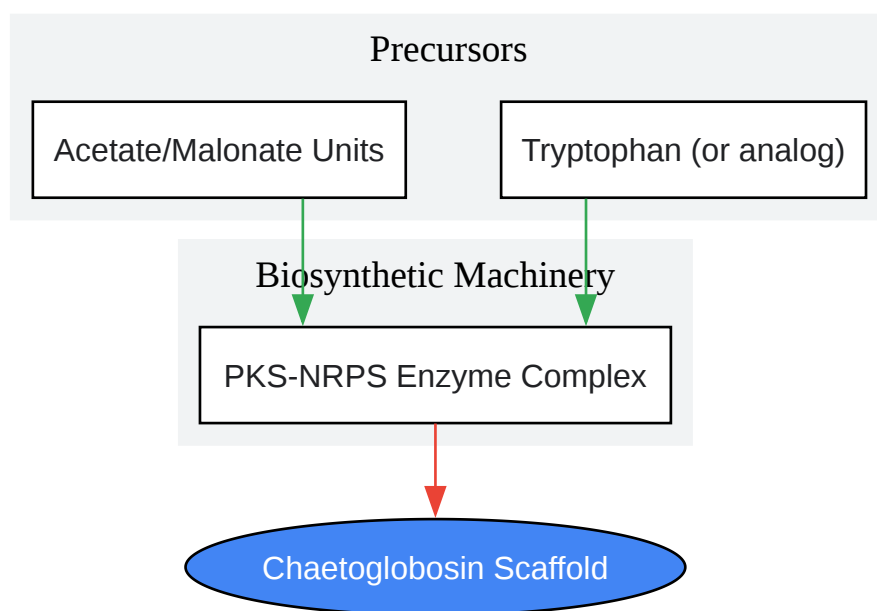 Precursors
Acetate/Malonate Units
Tryptophan (or analog)
Biosynthetic Machinery
PKS-NRPS Enzyme Complex
Chaetoglobosin Scaffold